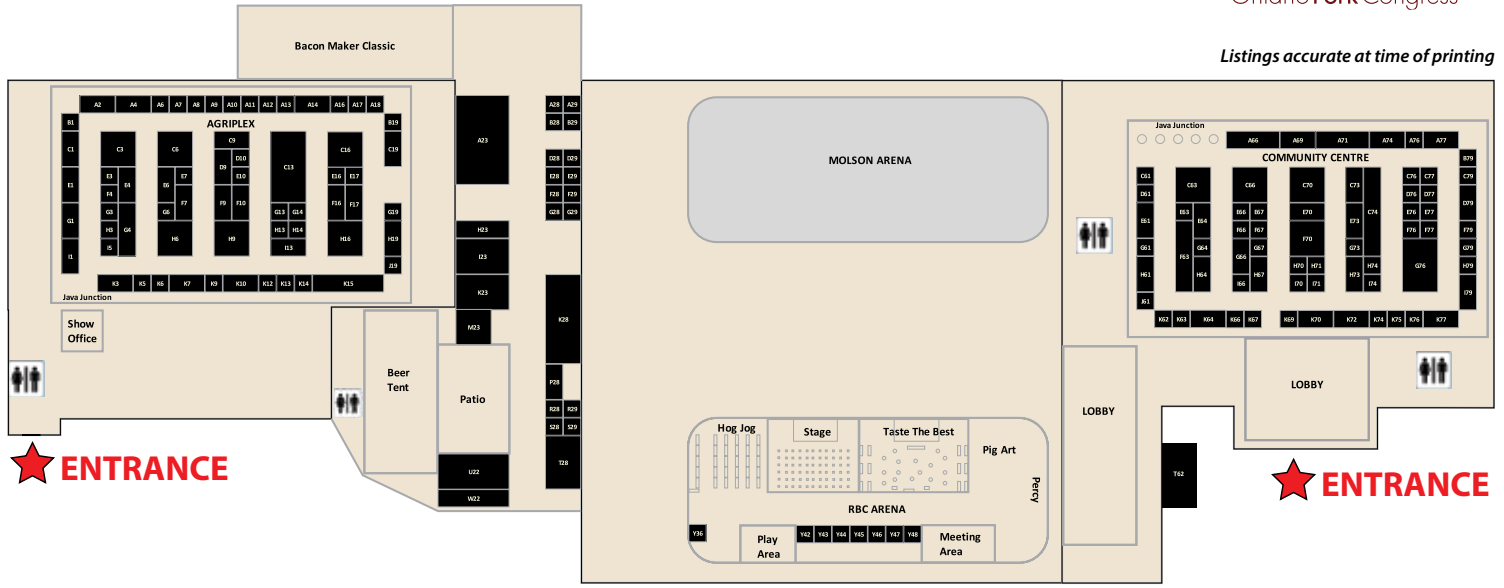 Ontario Pork Congress
Listings accurate at time of printing
Bacon Maker Classic
A2 A4 A6 A7 A8 A9 A10 A11 A12 A13 A14 A16 A17 A18
AGRIPLEX
B1 B19
C1 C3 C6 C9 C13 C16 C19
D9 D10
E1 E3 E4 E6 E7 E10 E16 E17
F4 F7 F9 F10 F16 F17
G1 G3 G4 G6 G13 G14 G19
H3 H6 H9 H13 H14 H16 H19
I1 I5 I13 J19
K3 K5 K6 K7 K9 K10 K12 K13 K14 K15
Java Junction
Show
Office
ENTRANCE
A23
H23
I23
K23
M23
A28 A29
B28 B29
D28 D29
E28 E29
F28 F29
G28 G29
K28
P28
R28 R29
S28 S29
T28
Beer
Tent
Patio
U22
W22
MOLSON ARENA
Hog Jog Stage Taste The Best
Pig Art
Percy
RBC ARENA
Y36
Play
Area
Y42 Y43 Y44 Y45 Y46 Y47 Y48
Meeting
Area
Java Junction
A66 A69 A71 A74 A76 A77
COMMUNITY CENTRE
B79
C61 C63 C66 C70 C73 C74 C76 C77 C79
D61 D76 D77 D79
E61 E63 E64 E66 E67 E70 E73 E76 E77
F63 F66 F67 F70 F76 F77 F79
G61 G64 G66 G67 G73 G76 G79
H61 H64 H67 H70 H71 H73 H74 H79
I66 I70 I71 I74 I79
J61
K62 K63 K64 K66 K67 K69 K70 K72 K74 K75 K76 K77
LOBBY
LOBBY
T62
ENTRANCE